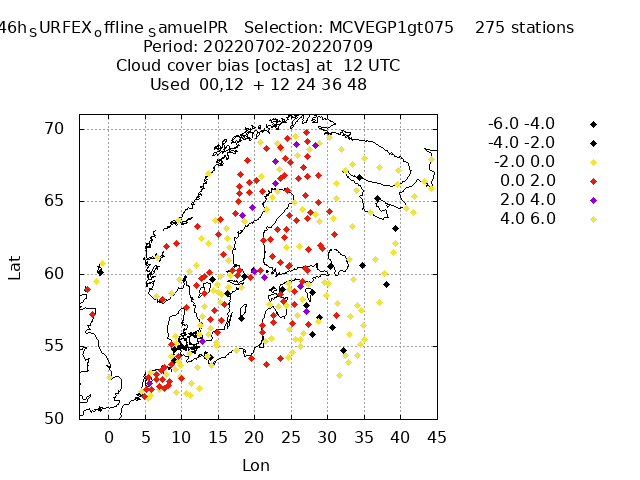 46hSURFEXoffline SamuelPR Selection: MCVEGP1gt075 275 stations
Period: 20220702-20220709
Cloud cover bias [octas] at 12 UTC
Used 00,12 + 12 24 36 48
-6.0 -4.0
-4.0 -2.0
-2.0 0.0
0.0 2.0
2.0 4.0
4.0 6.0
70
65
60
55
50
Lat
0 5 10 15 20 25 30 35 40 45
Lon